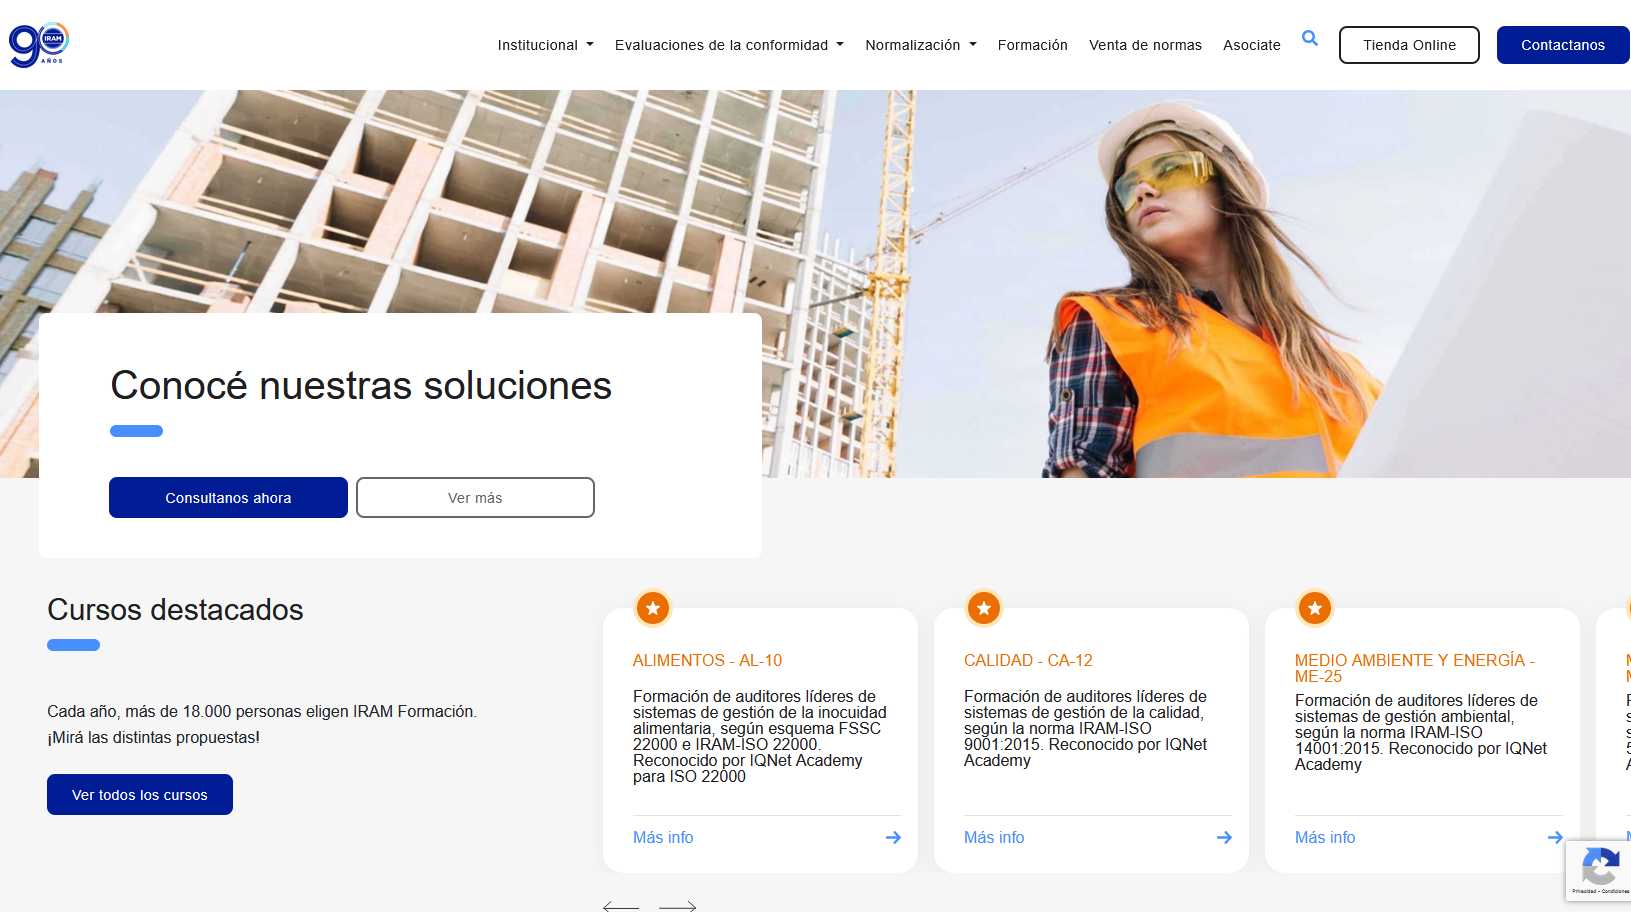 90 IRAM
AÑOS
Institucional
Evaluaciones de la conformidad
Normalización
Formación
Venta de normas
Asociate
Tienda Online
Contactanos
Conocé nuestras soluciones
Consultanos ahora
Ver más
Cursos destacados
Cada año, más de 18.000 personas eligen IRAM Formación.
¡Mirá las distintas propuestas!
Ver todos los cursos
ALIMENTOS - AL-10
Formación de auditores líderes de
sistemas de gestión de la inocuidad
alimentaria, según esquema FSSC
22000 e IRAM-ISO 22000.
Reconocido por IQNet Academy
para ISO 22000
Más info
CALIDAD - CA-12
Formación de auditores líderes de
sistemas de gestión de la calidad,
según la norma IRAM-ISO
9001:2015. Reconocido por IQNet
Academy
Más info
MEDIO AMBIENTE Y ENERGÍA -
ME-25
Formación de auditores líderes de
sistemas de gestión ambiental,
según la norma IRAM-ISO
14001:2015. Reconocido por IQNet
Academy
Más info
Privacidad - Condiciones